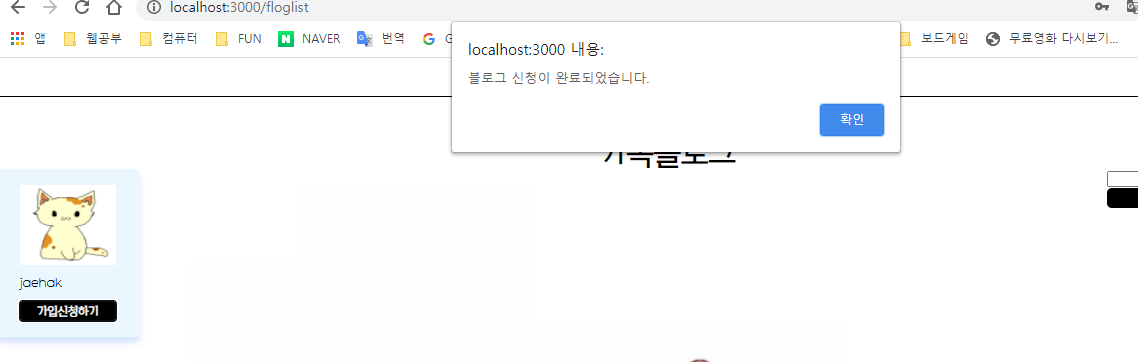 localhost:3000/floglist
앱 웹공부 컴퓨터 FUN NAVER 번역 G 보드게임 무료영화 다시보기...
localhost:3000 내용:
블로그 신청이 완료되었습니다.
확인
jaehak
가입신청하기